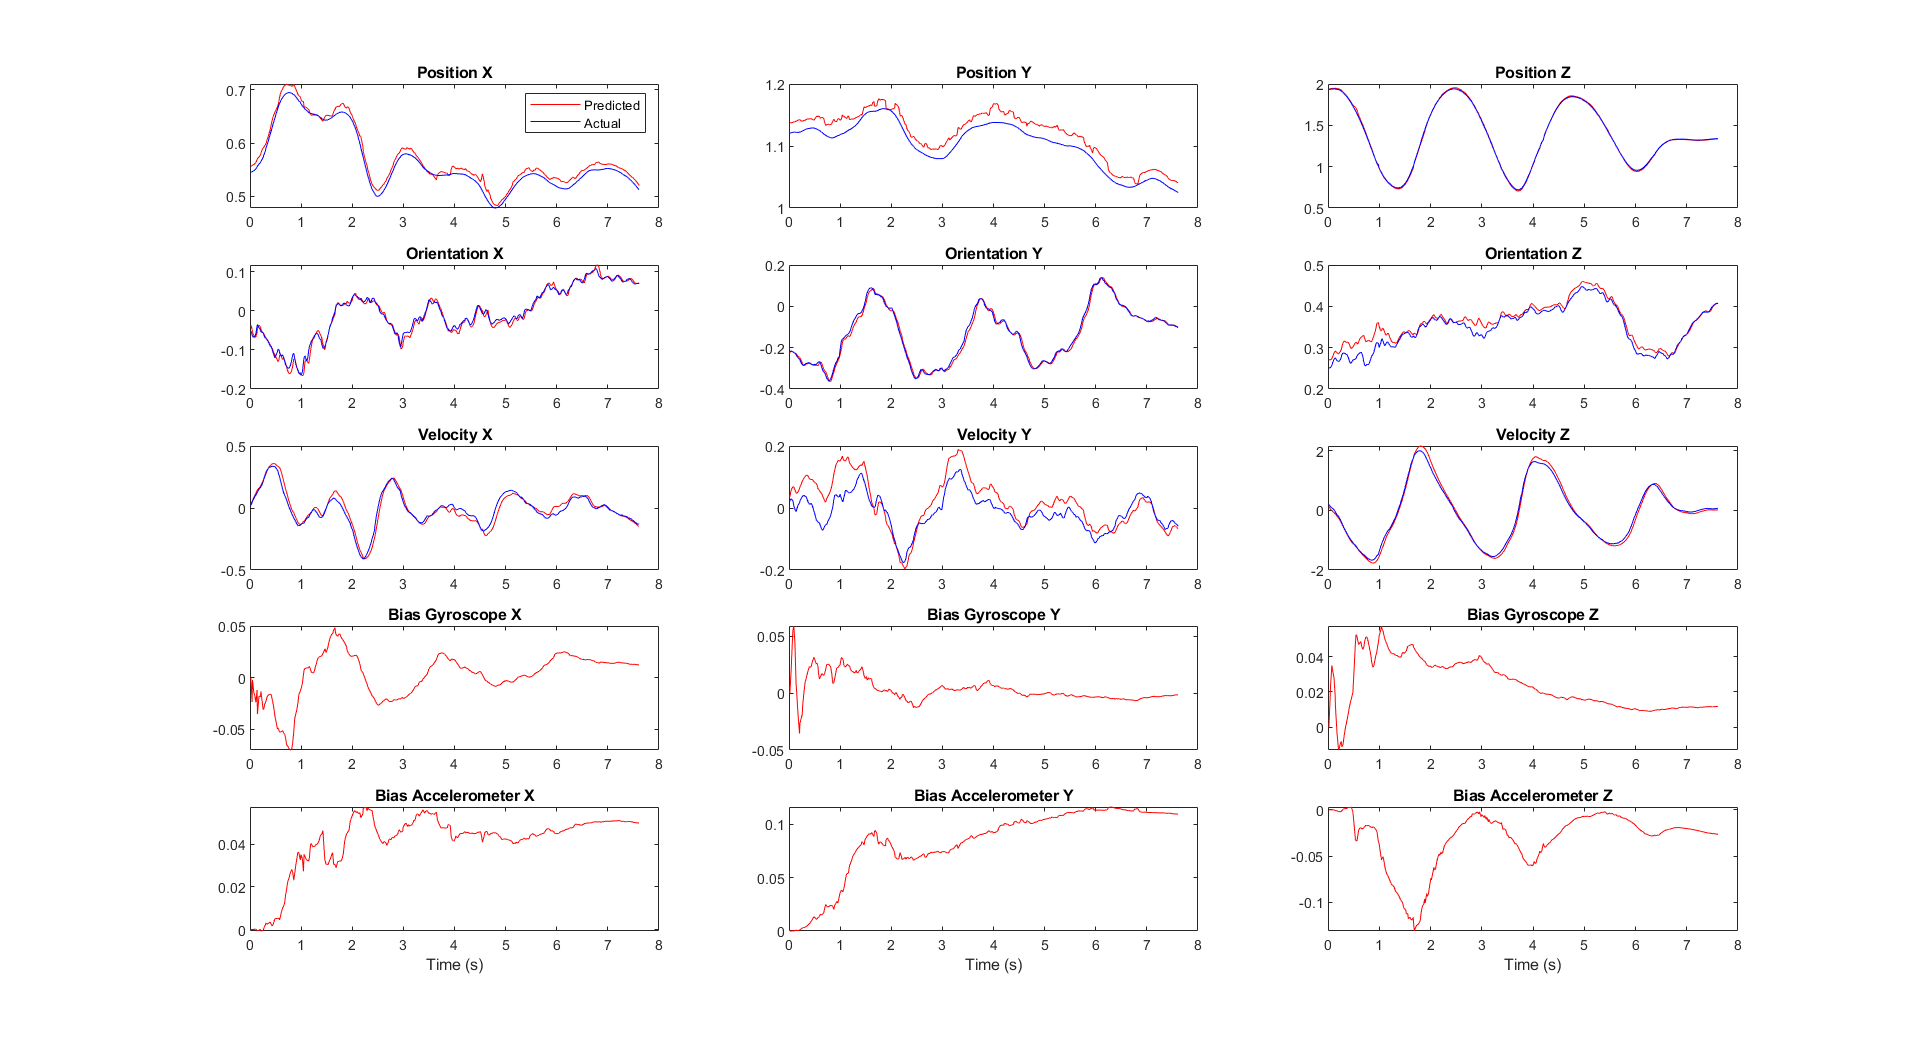 Position X
0.7
0.6
0.5
0 1 2 3 4 5 6 7 8
Predicted
Actual
Position Y
1.2
1.1
1
0 1 2 3 4 5 6 7 8
Position Z
2
1.5
1
0.5
0 1 2 3 4 5 6 7 8
Orientation X
0.1
0
-0.1
-0.2
0 1 2 3 4 5 6 7 8
Orientation Y
0.2
0
-0.2
-0.4
0 1 2 3 4 5 6 7 8
Orientation Z
0.5
0.4
0.3
0.2
0 1 2 3 4 5 6 7 8
Velocity X
0.5
0
-0.5
0 1 2 3 4 5 6 7 8
Velocity Y
0.2
0
-0.2
0 1 2 3 4 5 6 7 8
Velocity Z
2
0
-2
0 1 2 3 4 5 6 7 8
Bias Gyroscope X
0.05
0
-0.05
0 1 2 3 4 5 6 7 8
Bias Gyroscope Y
0.05
0
-0.05
0 1 2 3 4 5 6 7 8
Bias Gyroscope Z
0.04
0.02
0
0 1 2 3 4 5 6 7 8
Bias Accelerometer X
0.04
0.02
0
0 1 2 3 4 5 6 7 8
Time (s)
Bias Accelerometer Y
0.1
0.05
0
0 1 2 3 4 5 6 7 8
Time (s)
Bias Accelerometer Z
0
-0.05
-0.1
0 1 2 3 4 5 6 7 8
Time (s)